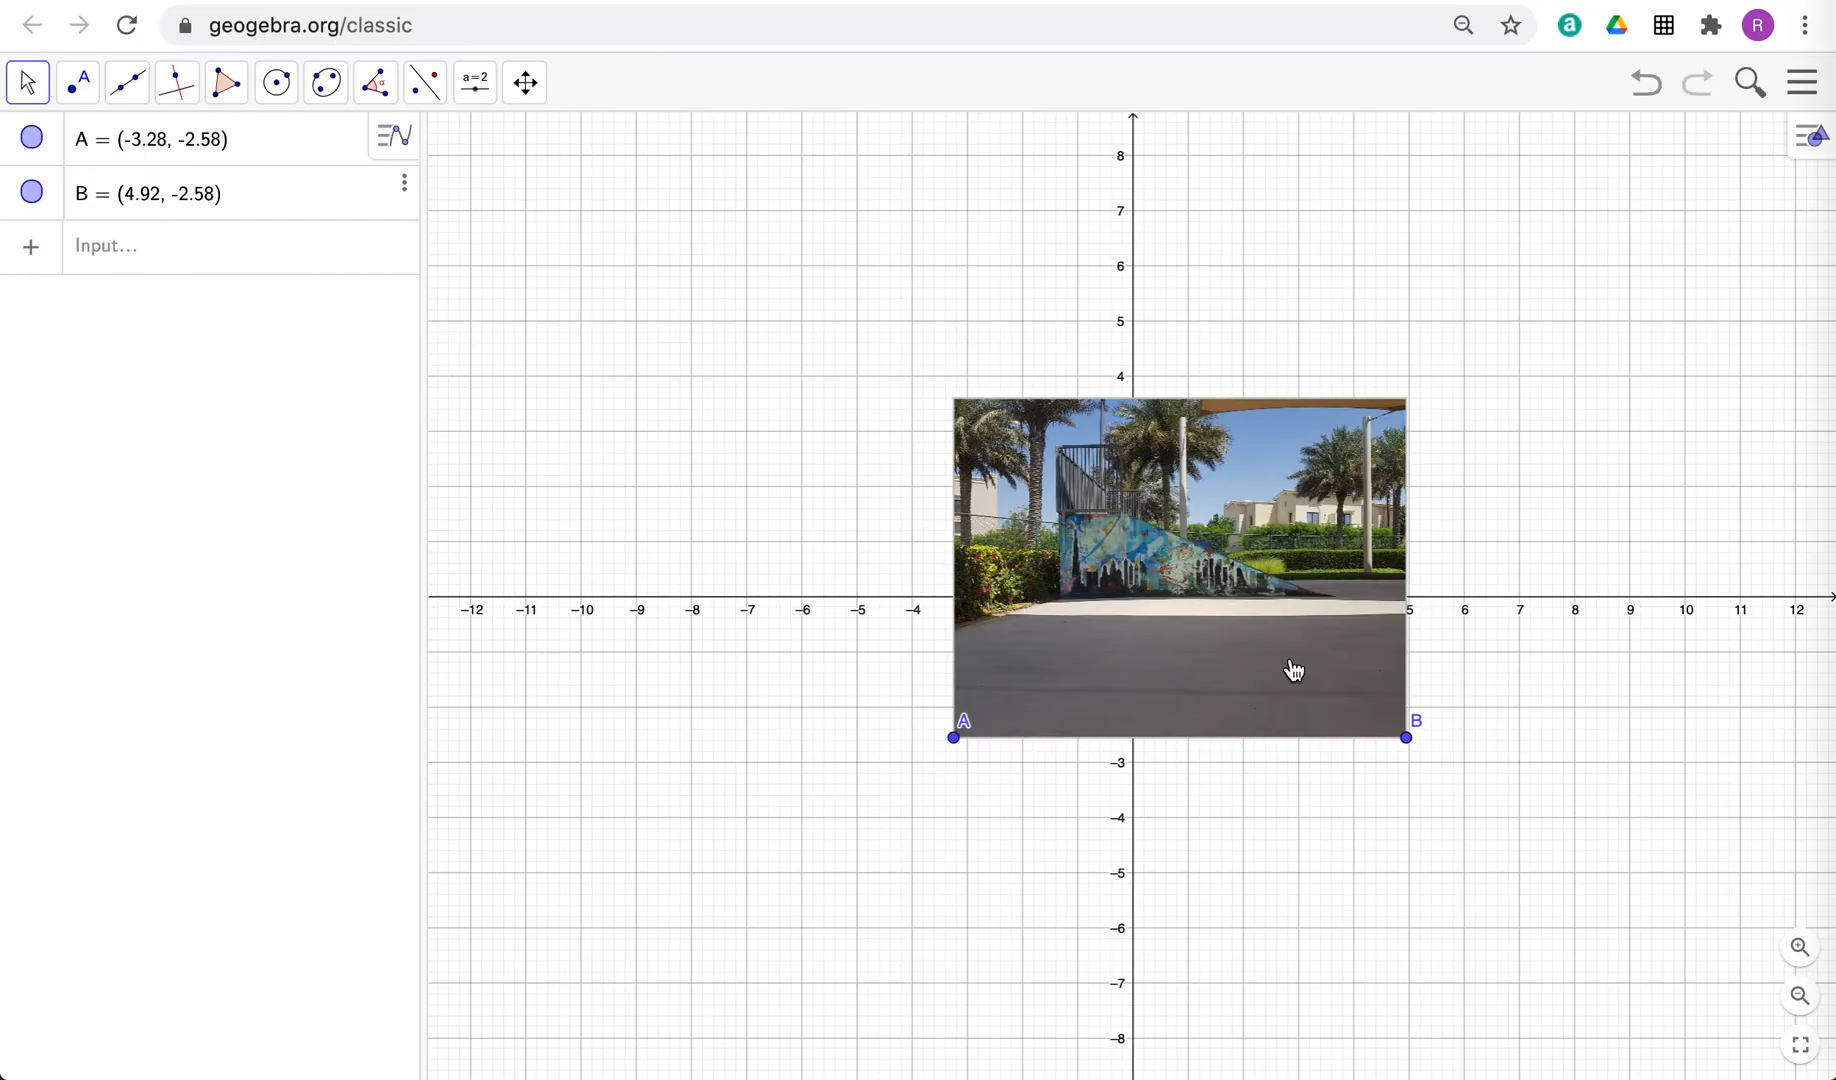 geogebra.org/classic
a
R
A
α
a=2
A = (-3.28, -2.58)
B = (4.92, -2.58)
+
Input...
8
7
6
5
4
−12 −11 −10 −9 −8 −7 −6 −5 −4 5 6 7 8 9 10 11 12
A B
−3
−4
−5
−6
−7
−8